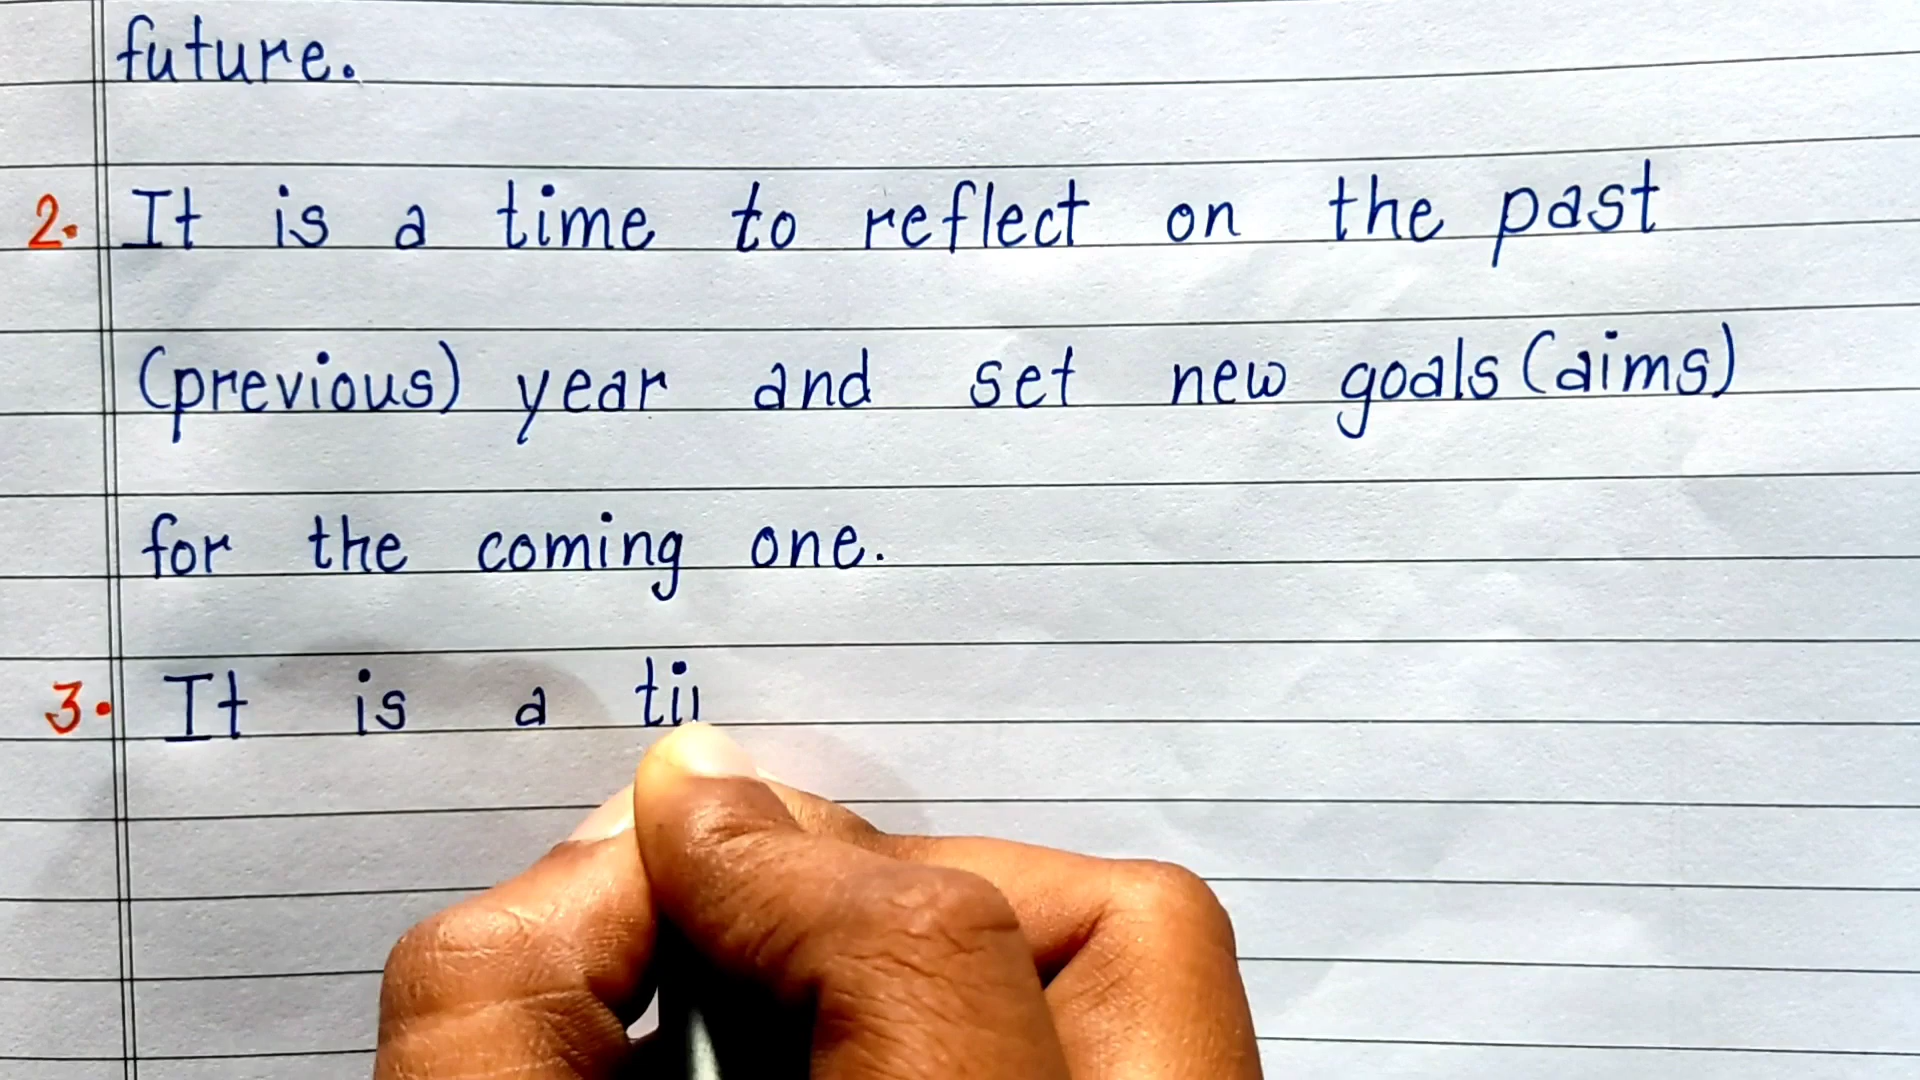 future.
2. It is a time to reflect on the past
(previous) year and set new goals (aims)
for the coming one.
3. It is a